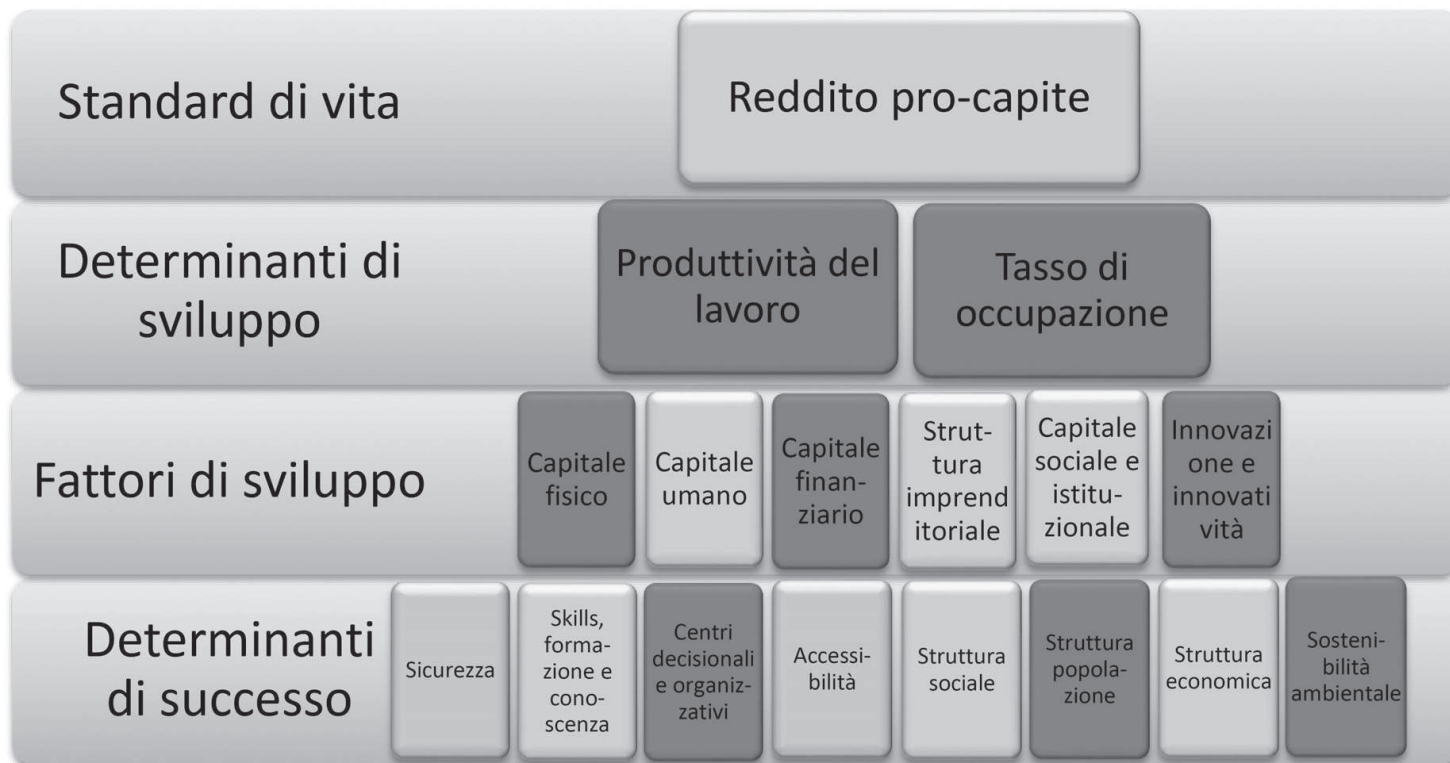 Standard di vita
Reddito pro-capite
Determinanti di
sviluppo
Produttività del
lavoro
Tasso di
occupazione
Fattori di sviluppo
Capitale
fisico
Capitale
umano
Capitale
finan-
ziario
Strut-
tura
imprend
itoriale
Capitale
sociale e
istitu-
zionale
Innovazi
one e
innovati
vità
Determinanti
di successo
Sicurezza
Skills,
forma-
zione e
cono-
scenza
Centri
decisionali
e organiz-
zativi
Accessi-
bilità
Struttura
sociale
Struttura
popola-
zione
Struttura
economica
Sosteni-
bilità
ambientale